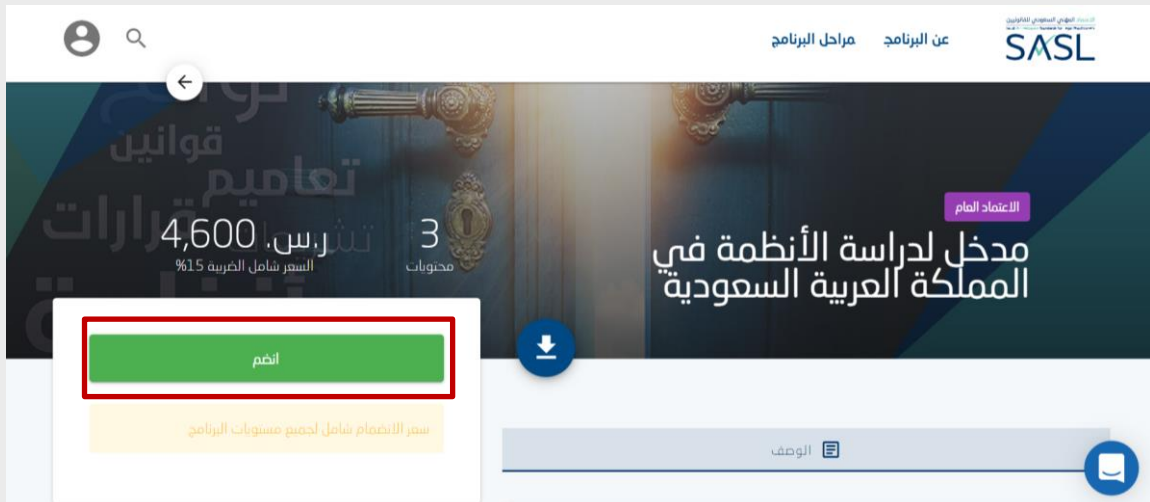 SASL
عن البرنامج
مراحل البرنامج
قوانين
تعاميم
قرارات
الاعتماد العام
مدخل لدراسة الأنظمة في
المملكة العربية السعودية
3
محتويات
ر.س. 4,600
السعر شامل الضريبة 15%
انضم
سعر الانضمام شامل لجميع مستويات البرنامج
الوصف